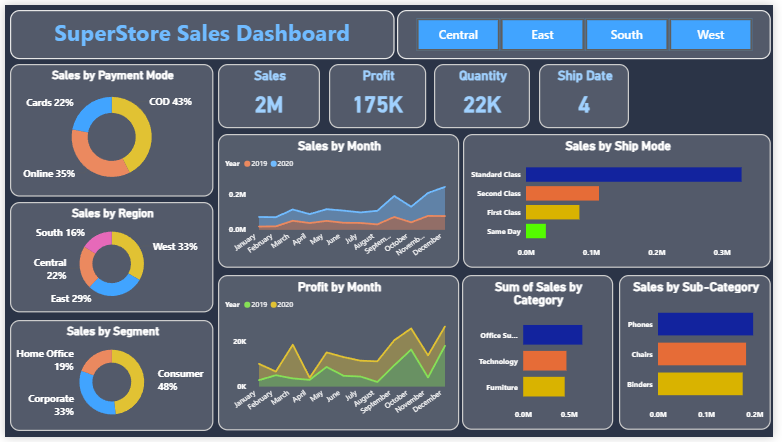 SuperStore Sales Dashboard
Central
East
South
West
Sales by Payment Mode
Cards 22%
COD 43%
Online 35%
Sales
2M
Profit
175K
Quantity
22K
Ship Date
4
Sales by Month
Year 2019 2020
0.2M
0.0M
January
February
March
April
May
June
July
August
Septem...
October
Novemb...
December
Sales by Ship Mode
Standard Class
Second Class
First Class
Same Day
0.0M 0.1M 0.2M 0.3M
Sales by Region
South 16%
West 33%
Central
22%
East 29%
Profit by Month
Year 2019 2020
20K
0K
January
February
March
April
May
June
July
August
September
October
November
December
Sum of Sales by
Category
Office Su...
Technology
Furniture
0.0M 0.5M
Sales by Sub-Category
Phones
Chairs
Binders
0.0M 0.1M 0.2M
Sales by Segment
Home Office
19%
Consumer
48%
Corporate
33%